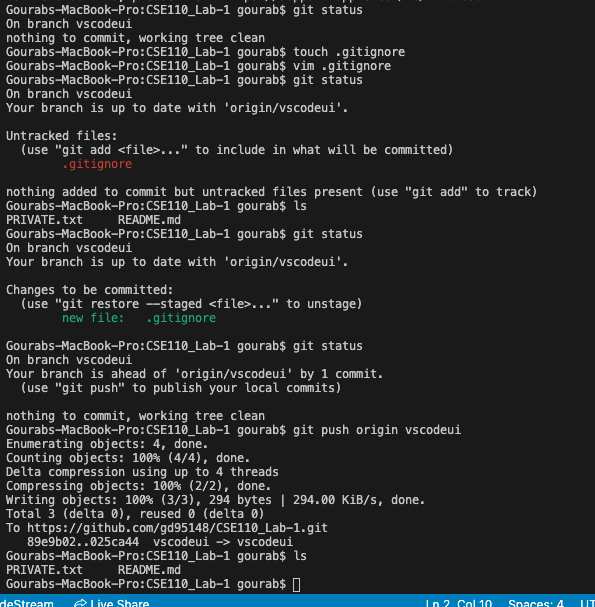 Gourabs-MacBook-Pro:CSE110_Lab-1 gourab$ git status
On branch vscodeui
nothing to commit, working tree clean
Gourabs-MacBook-Pro:CSE110_Lab-1 gourab$ touch .gitignore
Gourabs-MacBook-Pro:CSE110_Lab-1 gourab$ vim .gitignore
Gourabs-MacBook-Pro:CSE110_Lab-1 gourab$ git status
On branch vscodeui
Your branch is up to date with 'origin/vscodeui'.
Untracked files:
(use "git add <file>..." to include in what will be committed)
.gitignore
nothing added to commit but untracked files present (use "git add" to track)
Gourabs-MacBook-Pro:CSE110_Lab-1 gourab$ ls
PRIVATE.txt README.md
Gourabs-MacBook-Pro:CSE110_Lab-1 gourab$ git status
On branch vscodeui
Your branch is up to date with 'origin/vscodeui'.
Changes to be committed:
(use "git restore --staged <file>..." to unstage)
new file: .gitignore
Gourabs-MacBook-Pro:CSE110_Lab-1 gourab$ git status
On branch vscodeui
Your branch is ahead of 'origin/vscodeui' by 1 commit.
(use "git push" to publish your local commits)
nothing to commit, working tree clean
Gourabs-MacBook-Pro:CSE110_Lab-1 gourab$ git push origin vscodeui
Enumerating objects: 4, done.
Counting objects: 100% (4/4), done.
Delta compression using up to 4 threads
Compressing objects: 100% (2/2), done.
Writing objects: 100% (3/3), 294 bytes | 294.00 KiB/s, done.
Total 3 (delta 0), reused 0 (delta 0)
To https://github.com/gd95148/CSE110_Lab-1.git
89e9b02..025ca44 vscodeui -> vscodeui
Gourabs-MacBook-Pro:CSE110_Lab-1 gourab$ ls
PRIVATE.txt README.md
Gourabs-MacBook-Pro:CSE110_Lab-1 gourab$
deStream Live Share Ln 2, Col 10 Spaces: 4 UT